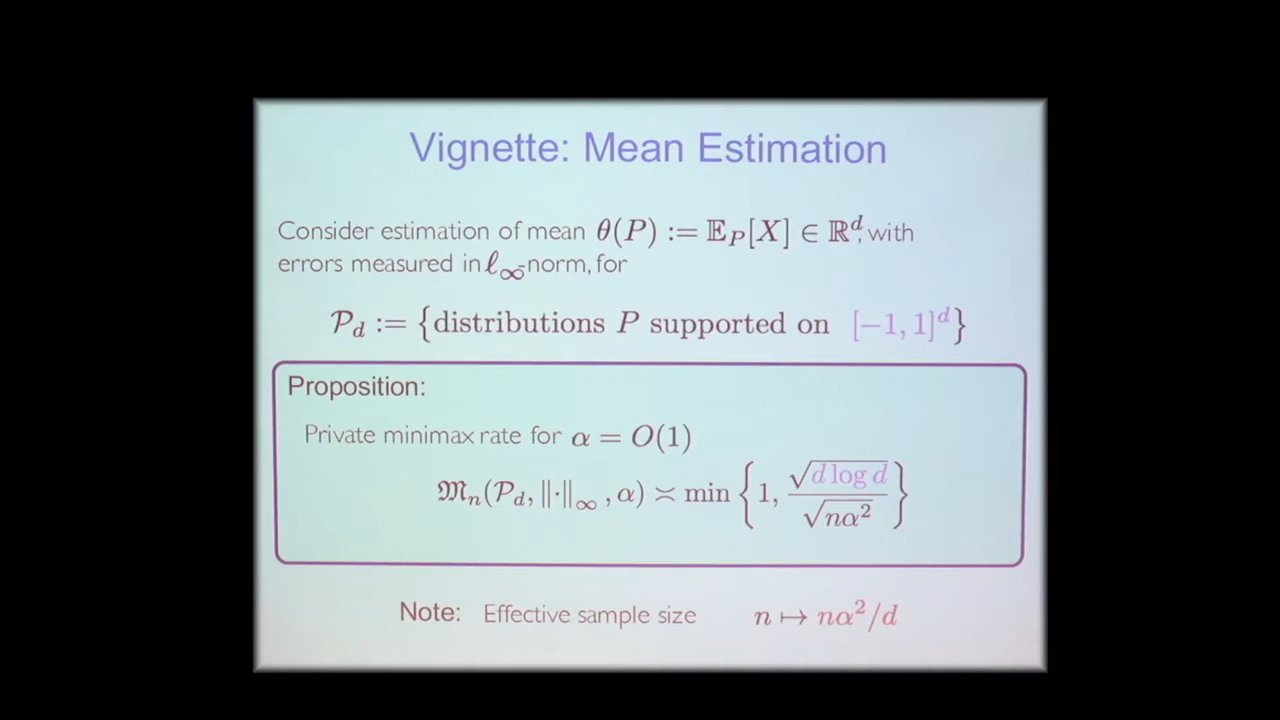 Vignette: Mean Estimation
Consider estimation of mean θ(P) := 𝔼_P[X] ∈ ℝ^d, with
errors measured in ℓ_∞-norm, for
𝒫_d := {distributions P supported on [−1, 1]^d}
Proposition:
Private minimax rate for α = O(1)
𝔐_n(𝒫_d, ‖·‖_∞, α) ≍ min {1, √(d log d) / √(nα²)}
Note: Effective sample size n ↦ nα²/d